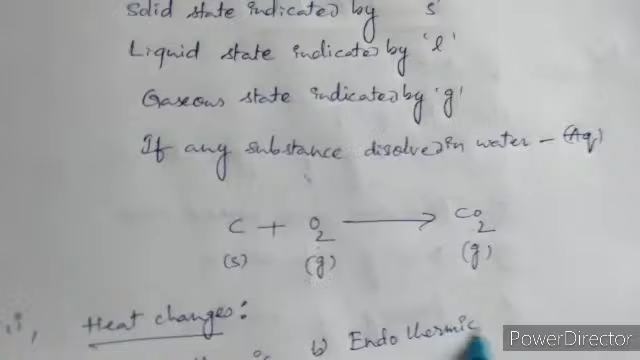 Solid state indicated by 's'
Liquid state indicated by 'l'
Gaseous state indicated by 'g'
If any substance disolved in water - (Aq)
C + O2 → CO2
(s) (g) (g)
Heat changes:
b) Endo thermic
PowerDirector